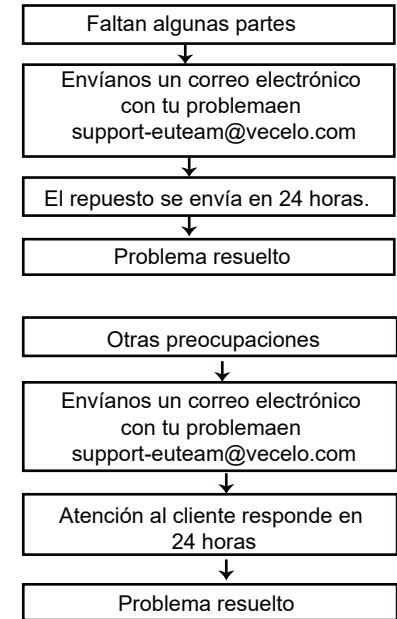 Faltan algunas partes
Envíanos un correo electrónico
con tu problemaen
support-euteam@vecelo.com
El repuesto se envía en 24 horas.
Problema resuelto
Otras preocupaciones
Envíanos un correo electrónico
con tu problemaen
support-euteam@vecelo.com
Atención al cliente responde en
24 horas
Problema resuelto